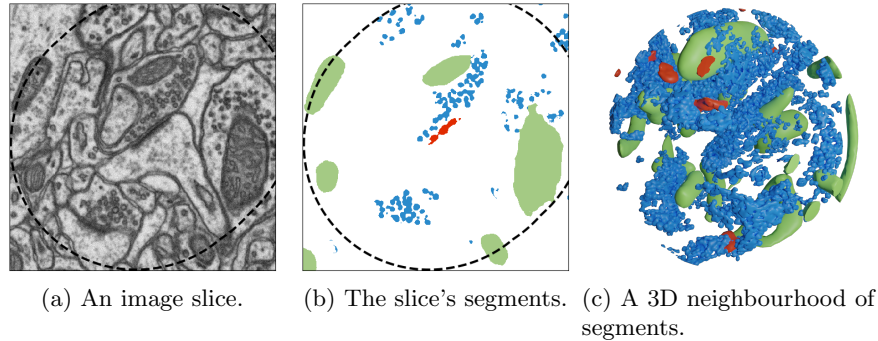 (a) An image slice.
(b) The slice's segments.
(c) A 3D neighbourhood of
segments.